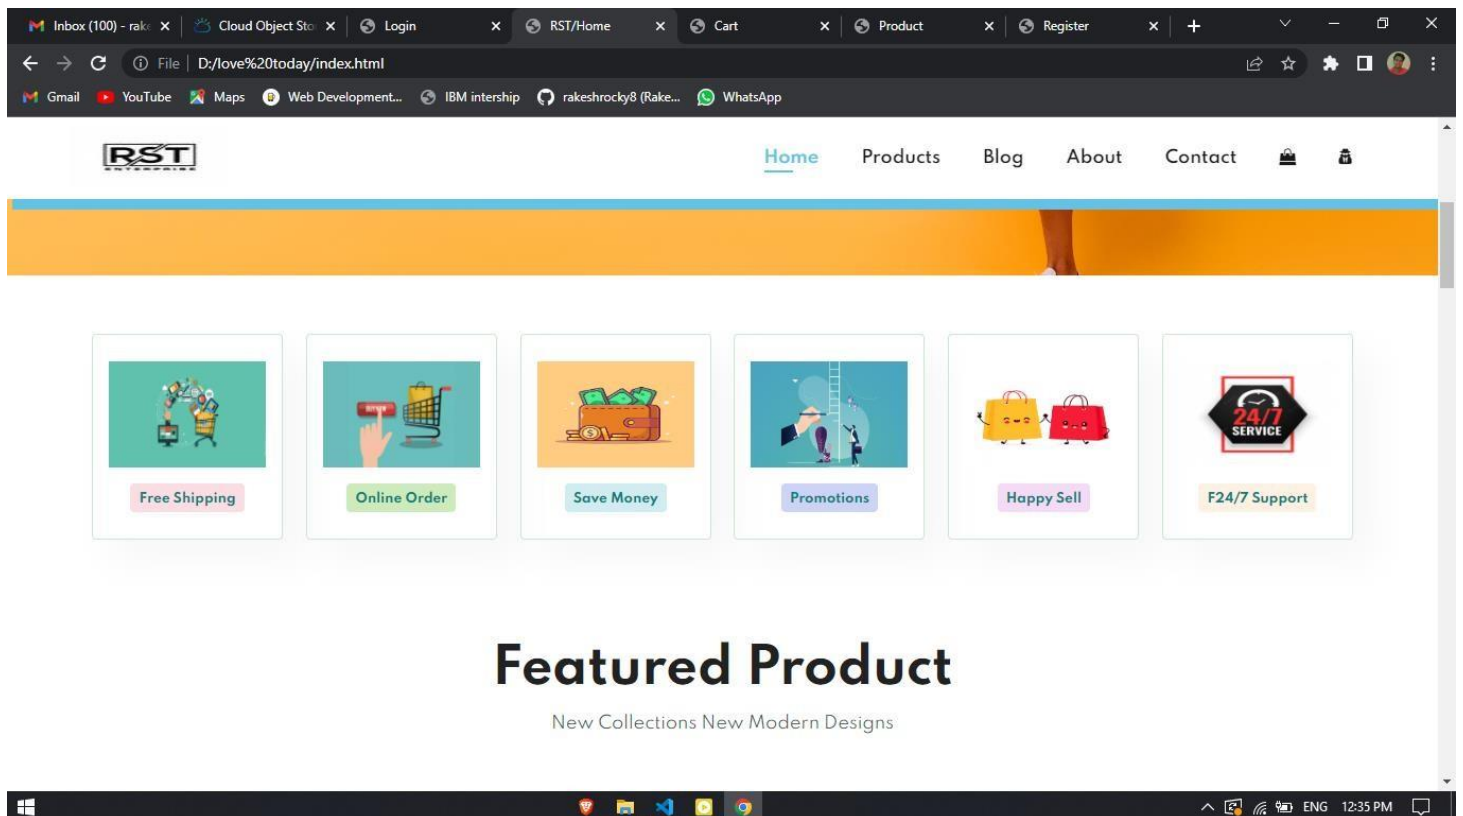 Inbox (100) - rake
Cloud Object Sto
Login
RST/Home
Cart
Product
Register
File
D:/love%20today/index.html
Gmail
YouTube
Maps
Web Development...
IBM intership
rakeshrocky8 (Rake...
WhatsApp
RST
ENTERPRISE
Home
Products
Blog
About
Contact
24/7
SERVICE
Free Shipping
Online Order
Save Money
Promotions
Happy Sell
F24/7 Support
Featured Product
New Collections New Modern Designs
ENG
12:35 PM